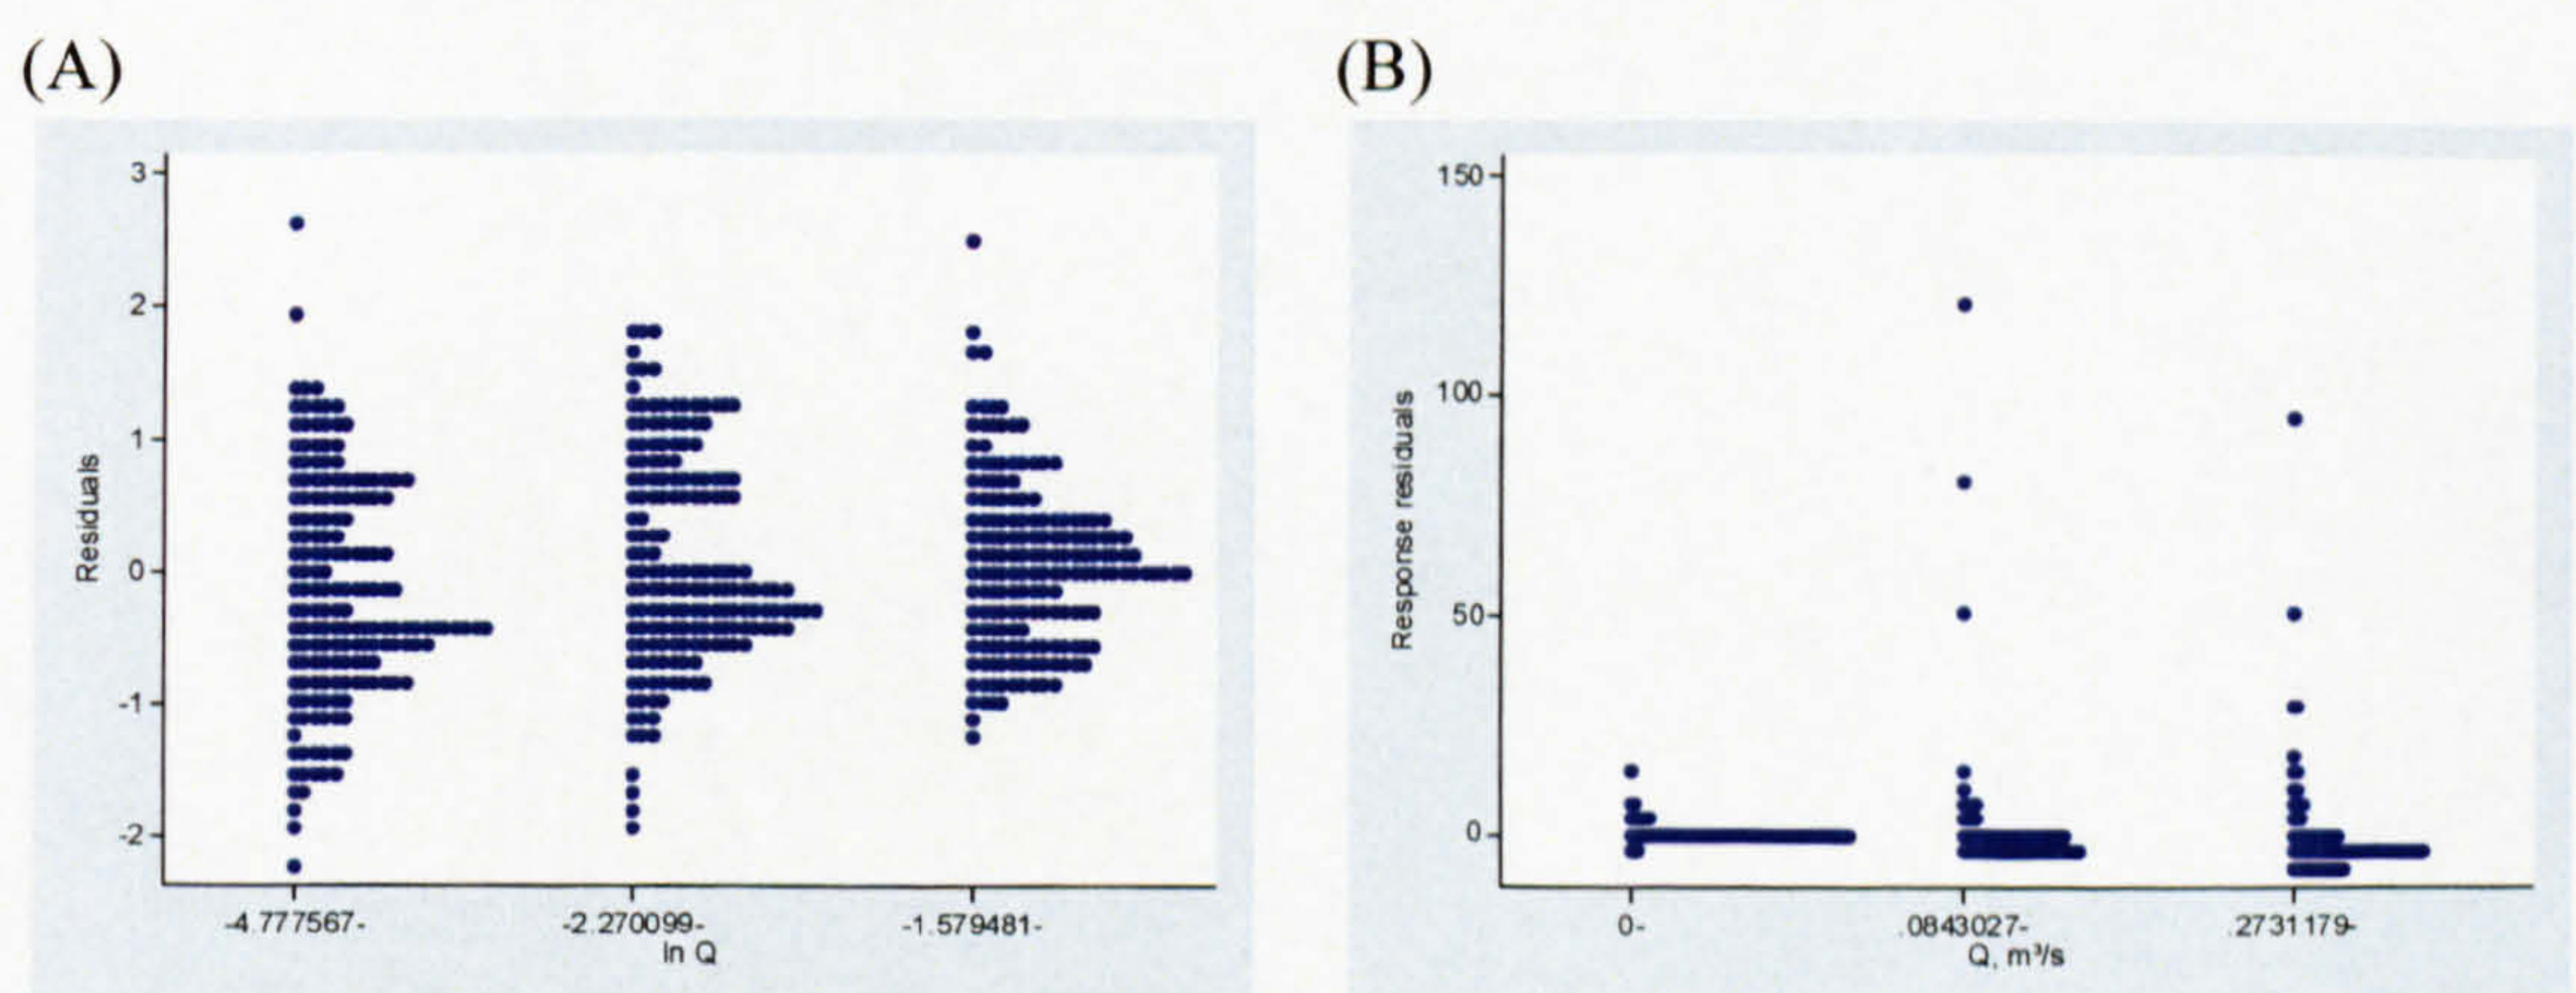 (A)
3
2
1
0
-1
-2
Residuals
-4.777567-
-2.270099-
-1.579481-
ln Q
(B)
150
100
50
0
Response residuals
0-
.0843027-
.2731179-
Q, m³/s